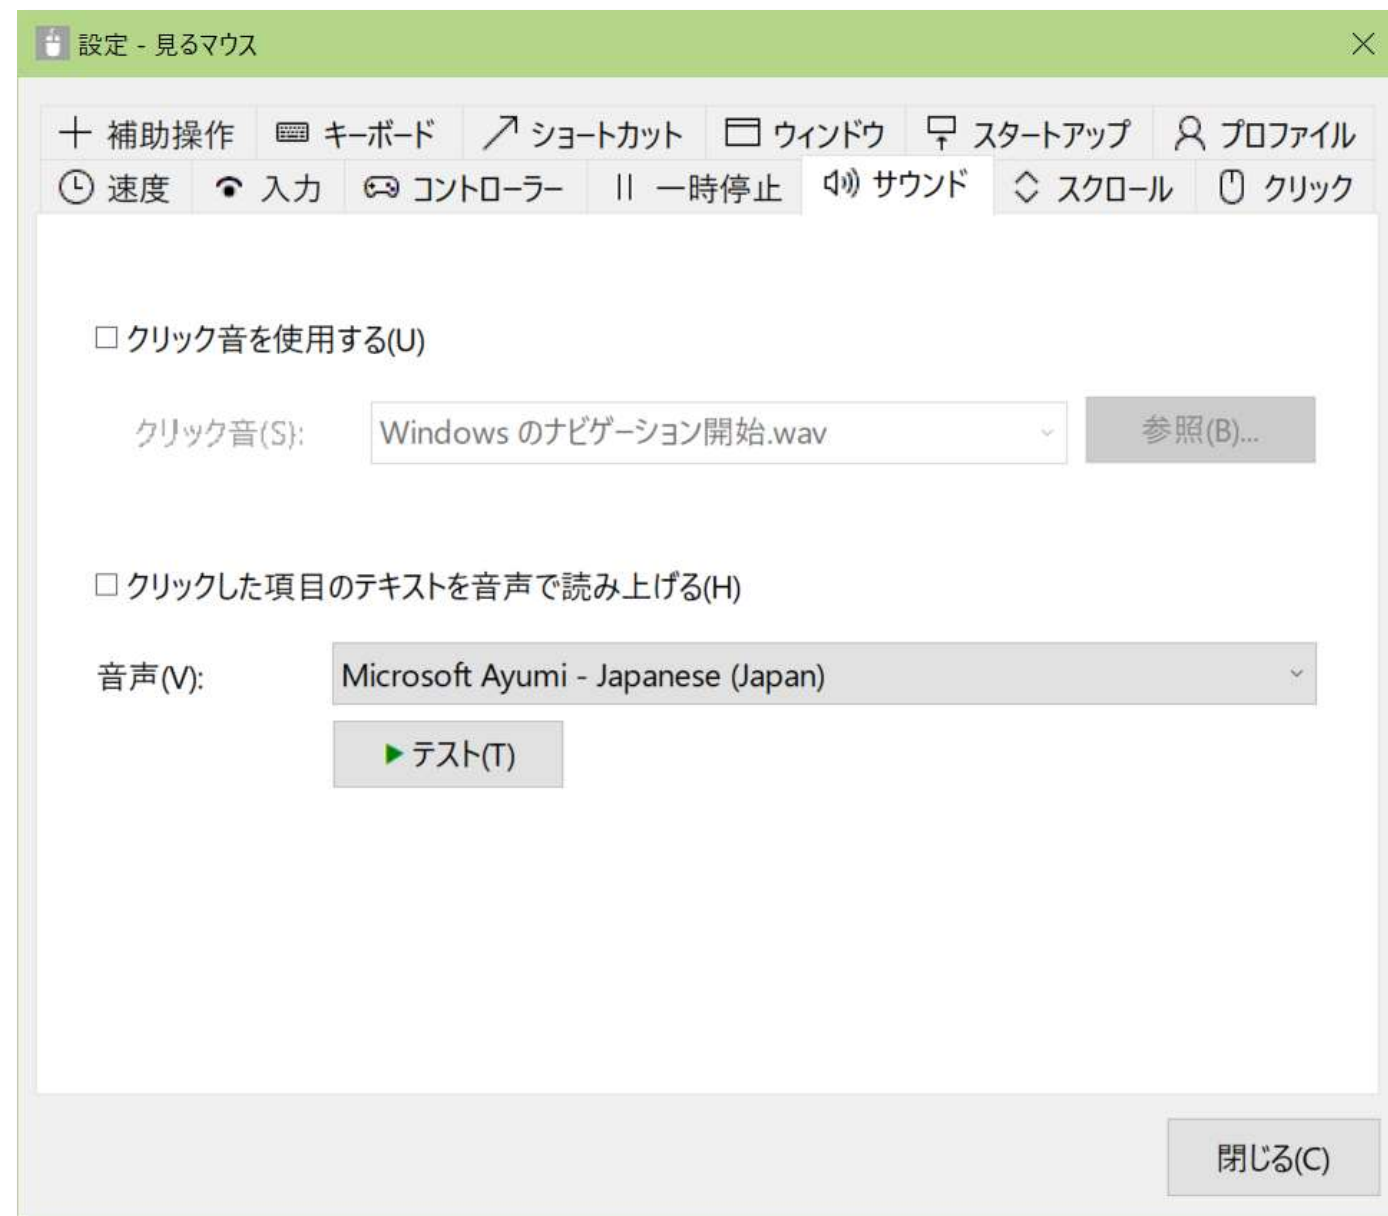 設定 - 見るマウス
補助操作 キーボード ショートカット ウィンドウ スタートアップ プロファイル
速度 入力 コントローラー 一時停止 サウンド スクロール クリック
クリック音を使用する(U)
クリック音(S): Windows のナビゲーション開始.wav 参照(B)...
クリックした項目のテキストを音声で読み上げる(H)
音声(V): Microsoft Ayumi - Japanese (Japan)
テスト(T)
閉じる(C)